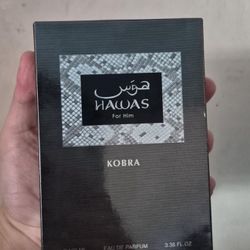 هوس
HAWAS
For Him
KOBRA
EAU DE PARFUM
3.38 FL.OZ